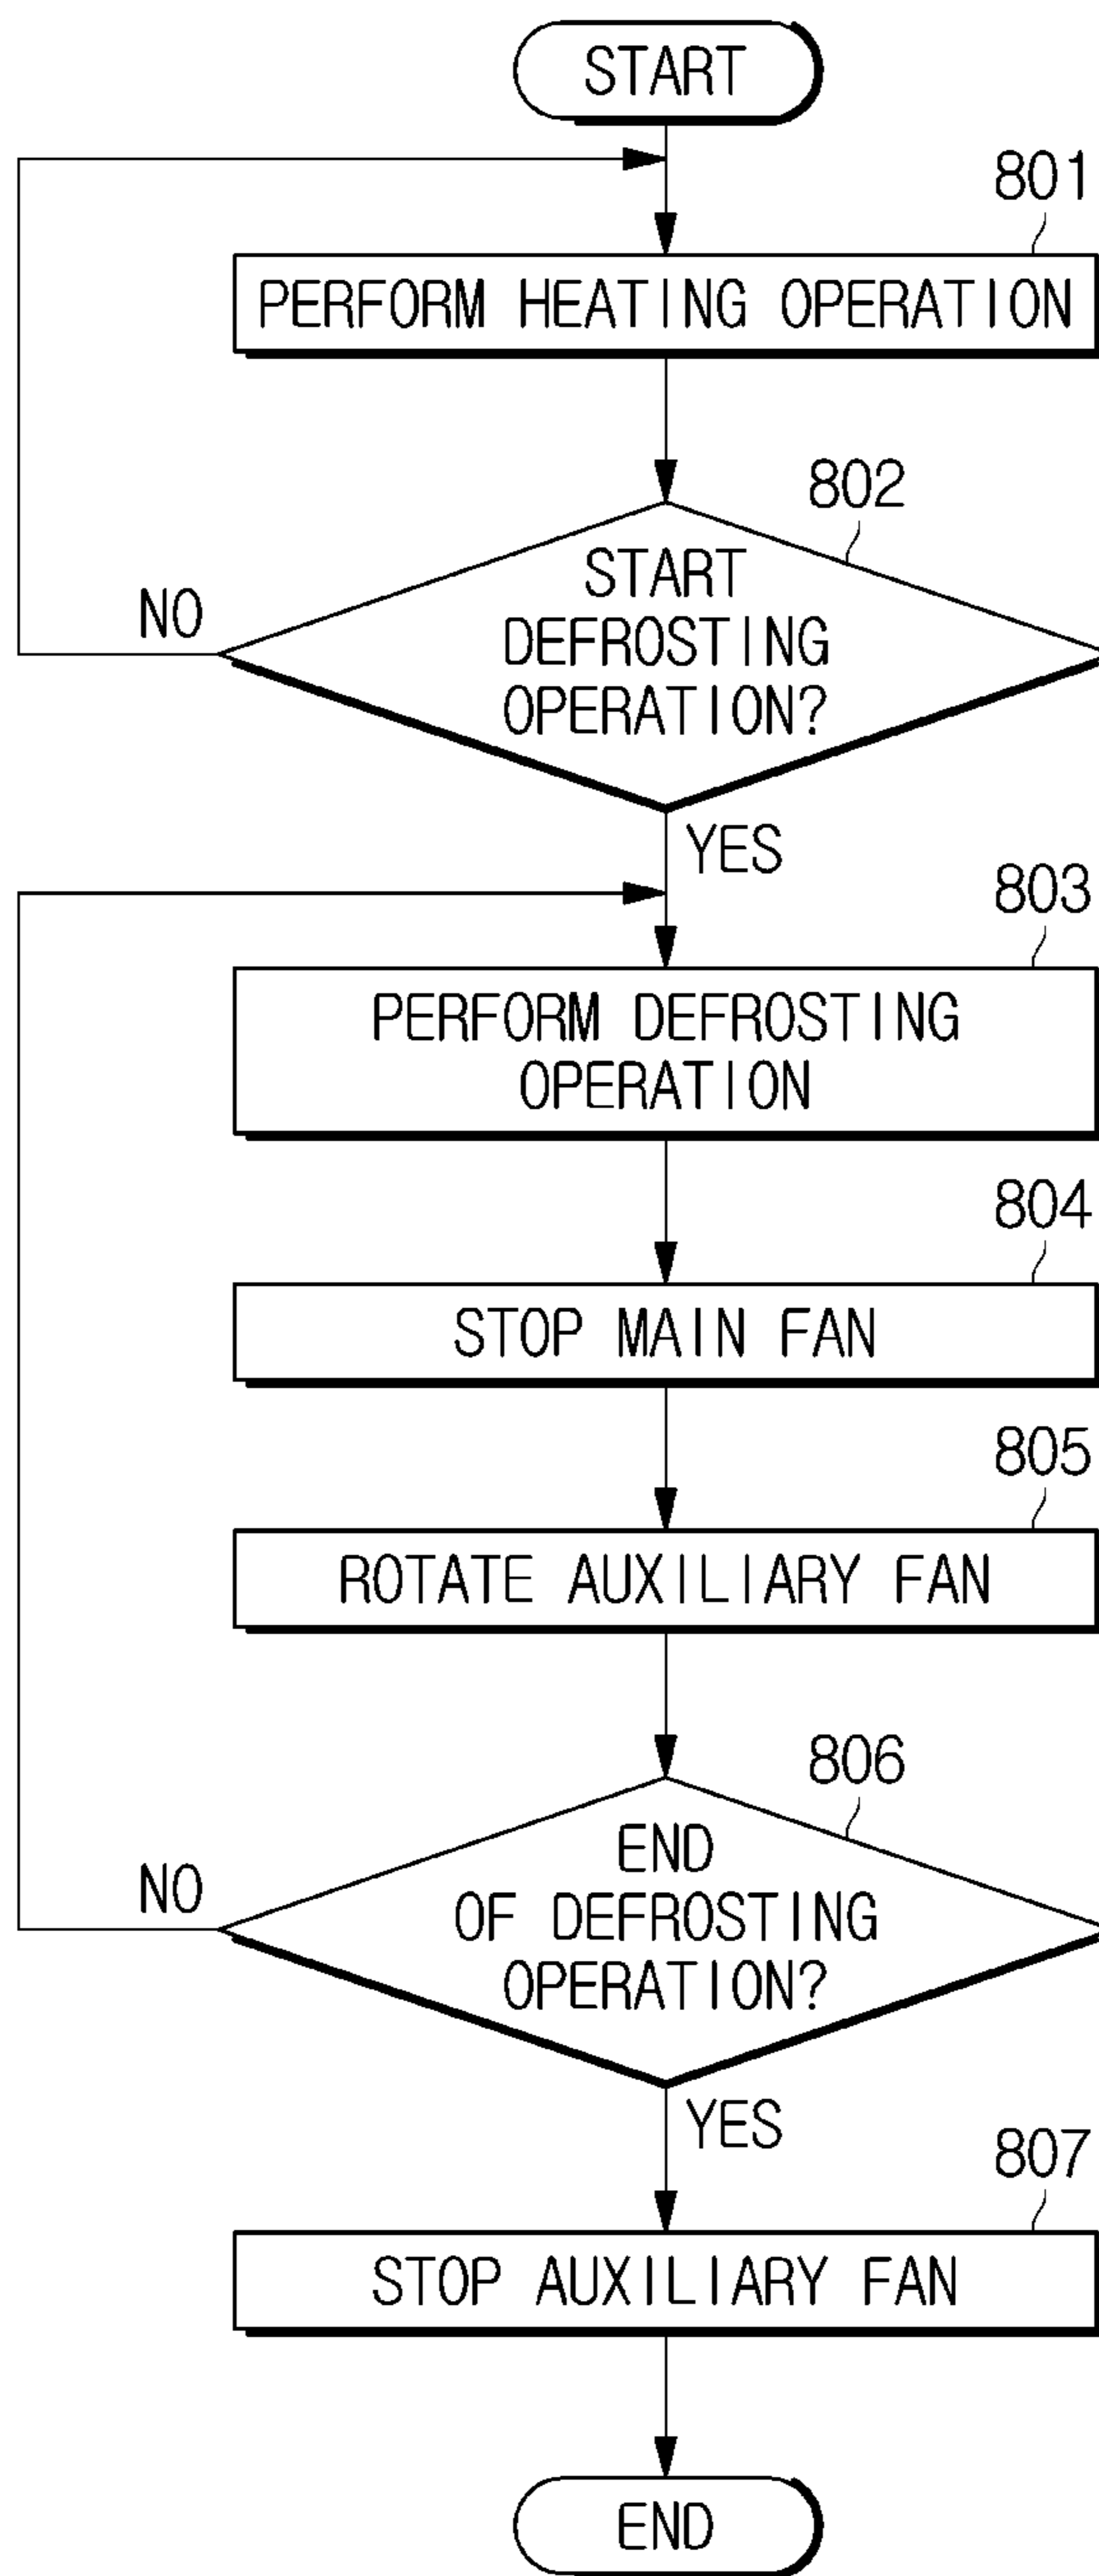 START
801
PERFORM HEATING OPERATION
802
START
DEFROSTING
OPERATION?
NO
YES
803
PERFORM DEFROSTING
OPERATION
804
STOP MAIN FAN
805
ROTATE AUXILIARY FAN
806
END
OF DEFROSTING
OPERATION?
NO
YES
807
STOP AUXILIARY FAN
END